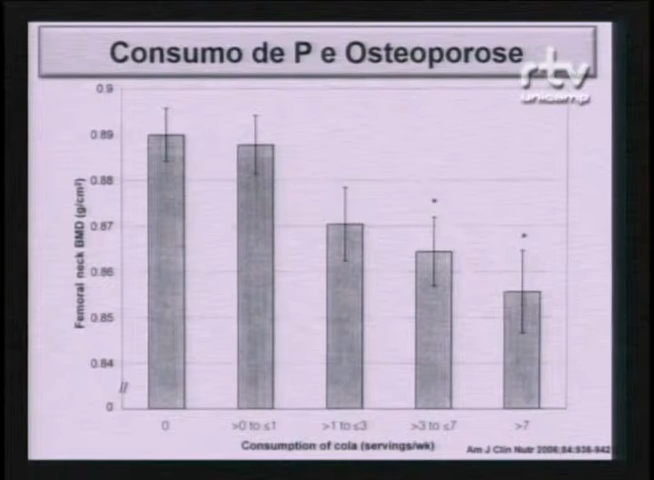 Consumo de P e Osteoporose
rtv
unicamp
0.9
0.89
0.88
0.87
0.86
0.85
0.84
//
0
Femoral neck BMD (g/cm²)
*
*
0
>0 to ≤1
>1 to ≤3
>3 to ≤7
>7
Consumption of cola (servings/wk)
Am J Clin Nutr 2006;84:936-942